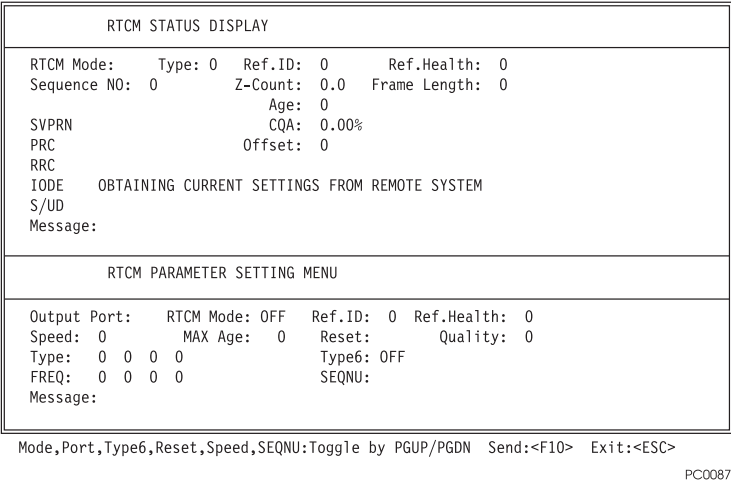 RTCM STATUS DISPLAY
RTCM Mode: Type: 0 Ref.ID: 0 Ref.Health: 0
Sequence NO: 0 Z-Count: 0.0 Frame Length: 0
Age: 0
SVPRN CQA: 0.00%
PRC Offset: 0
RRC
IODE OBTAINING CURRENT SETTINGS FROM REMOTE SYSTEM
S/UD
Message:
RTCM PARAMETER SETTING MENU
Output Port: RTCM Mode: OFF Ref.ID: 0 Ref.Health: 0
Speed: 0 MAX Age: 0 Reset: Quality: 0
Type: 0 0 0 0 Type6: OFF
FREQ: 0 0 0 0 SEQNU:
Message:
Mode,Port,Type6,Reset,Speed,SEQNU:Toggle by PGUP/PGDN Send:<F10> Exit:<ESC>
PC0087